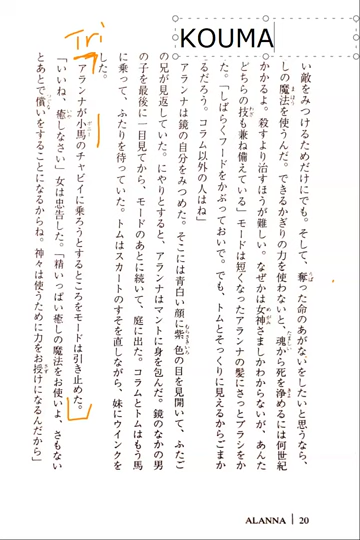 Tri
KOUMA
い敵をみつけるためだけにでも。そして、奪った命のあがないをしたいと思うなら、
しの魔法を使うんだ。できるかぎりの力を使わないと、魂から死を浄めるには何世紀
かかるよ。殺すより治すほうが難しい。なぜかは女神さましかわからないが、あんた
どちらの技も兼ね備えている」モードは短くなったアランナの髪にさっとブラシをか
た。「しばらくフードをかぶっておいで。でも、トムとそっくりに見えるからごまか
るだろう。コラム以外の人はね」
アランナは鏡の自分をみつめた。そこには青白い顔に紫色の目を見開いて、ふたご
の兄が見返していた。にやりとすると、アランナはマントに身を包んだ。鏡のなかの男
の子を最後に一目見てから、モードのあとに続いて、庭に出た。コラムとトムはもう馬
に乗って、ふたりを待っていた。トムはスカートのすそを直しながら、妹にウインクを
した。
アランナが小馬のチャビイに乗ろうとするところをモードは引き止めた。
「いいね、癒しなさい」女は忠告した。「精いっぱい癒しの魔法をお使いよ、さもない
とあとで償いをすることになるからね。神々は使うために力をお授けになるんだから」
ALANNA | 20